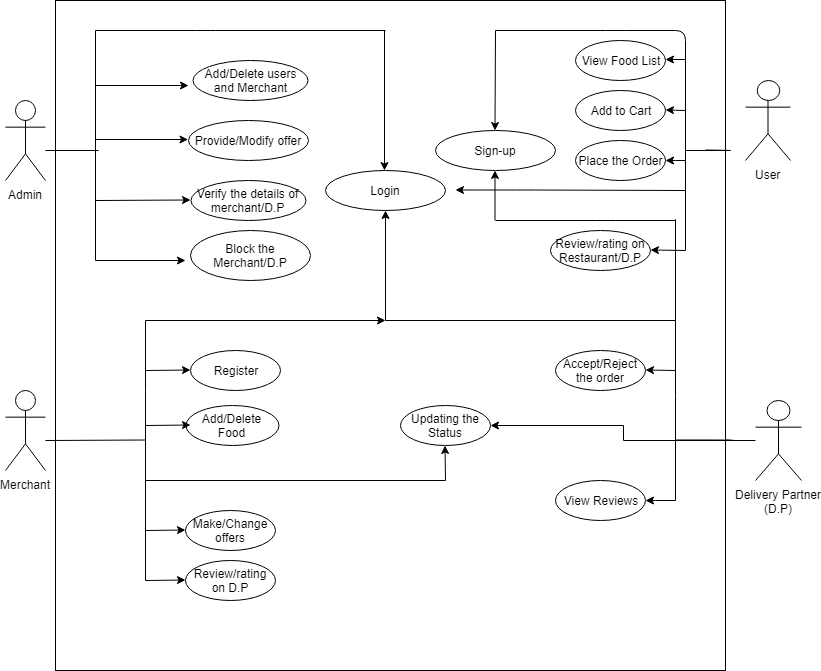 View Food List
Add/Delete users
and Merchant
Add to Cart
Provide/Modify offer
Sign-up
Place the Order
User
Admin
Login
Verify the details of
merchant/D.P
Block the
Merchant/D.P
Review/rating on
Restaurant/D.P
Register
Accept/Reject
the order
Add/Delete
Food
Updating the
Status
Merchant
View Reviews
Delivery Partner
(D.P)
Make/Change
offers
Review/rating
on D.P